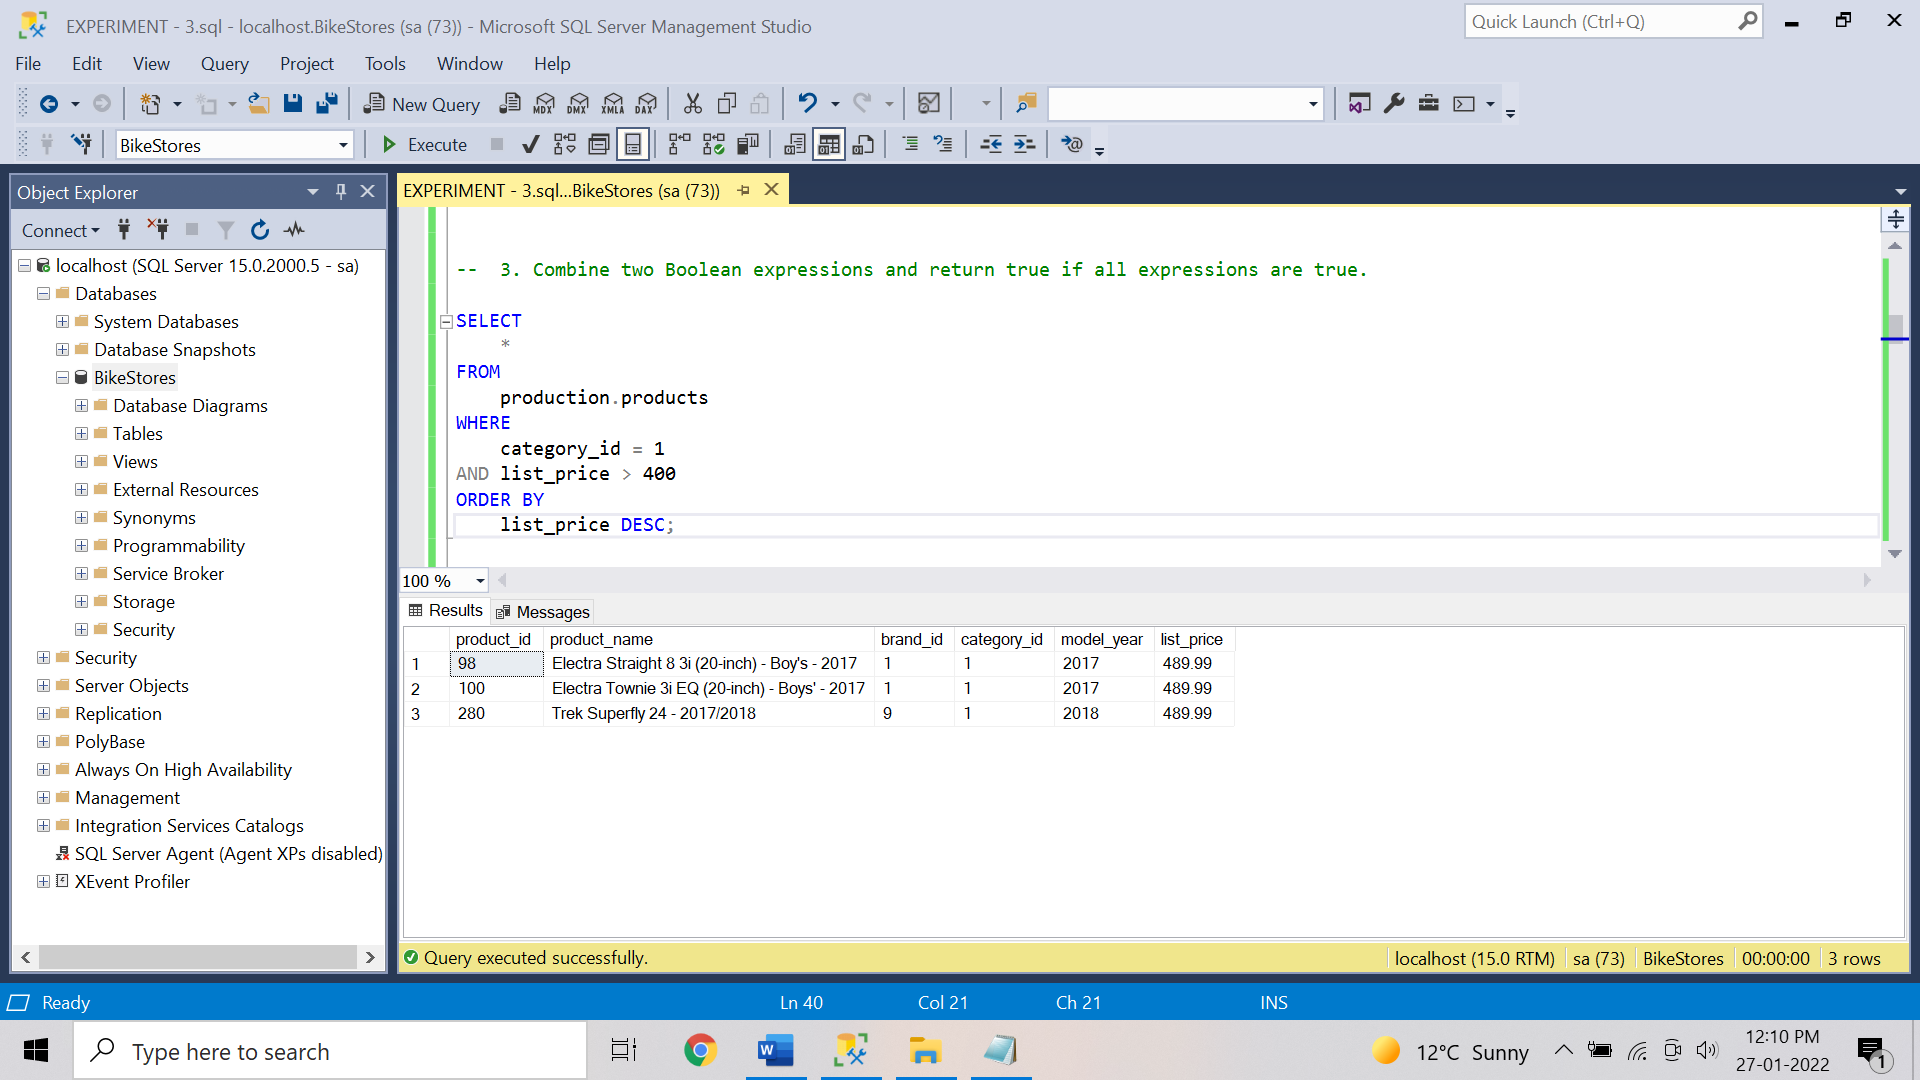 EXPERIMENT - 3.sql - localhost.BikeStores (sa (73)) - Microsoft SQL Server Management Studio
Quick Launch (Ctrl+Q)
File Edit View Query Project Tools Window Help
New Query MDX DMX XMLA DAX
BikeStores Execute
Object Explorer
Connect
localhost (SQL Server 15.0.2000.5 - sa)
Databases
System Databases
Database Snapshots
BikeStores
Database Diagrams
Tables
Views
External Resources
Synonyms
Programmability
Service Broker
Storage
Security
Security
Server Objects
Replication
PolyBase
Always On High Availability
Management
Integration Services Catalogs
SQL Server Agent (Agent XPs disabled)
XEvent Profiler
EXPERIMENT - 3.sql...BikeStores (sa (73))
-- 3. Combine two Boolean expressions and return true if all expressions are true.
SELECT
*
FROM
production.products
WHERE
category_id = 1
AND list_price > 400
ORDER BY
list_price DESC;
100 %
Results Messages
product_id product_name brand_id category_id model_year list_price
1 98 Electra Straight 8 3i (20-inch) - Boy's - 2017 1 1 2017 489.99
2 100 Electra Townie 3i EQ (20-inch) - Boys' - 2017 1 1 2017 489.99
3 280 Trek Superfly 24 - 2017/2018 9 1 2018 489.99
Query executed successfully. localhost (15.0 RTM) sa (73) BikeStores 00:00:00 3 rows
Ready Ln 40 Col 21 Ch 21 INS
Type here to search
W
12°C Sunny
12:10 PM
27-01-2022
1